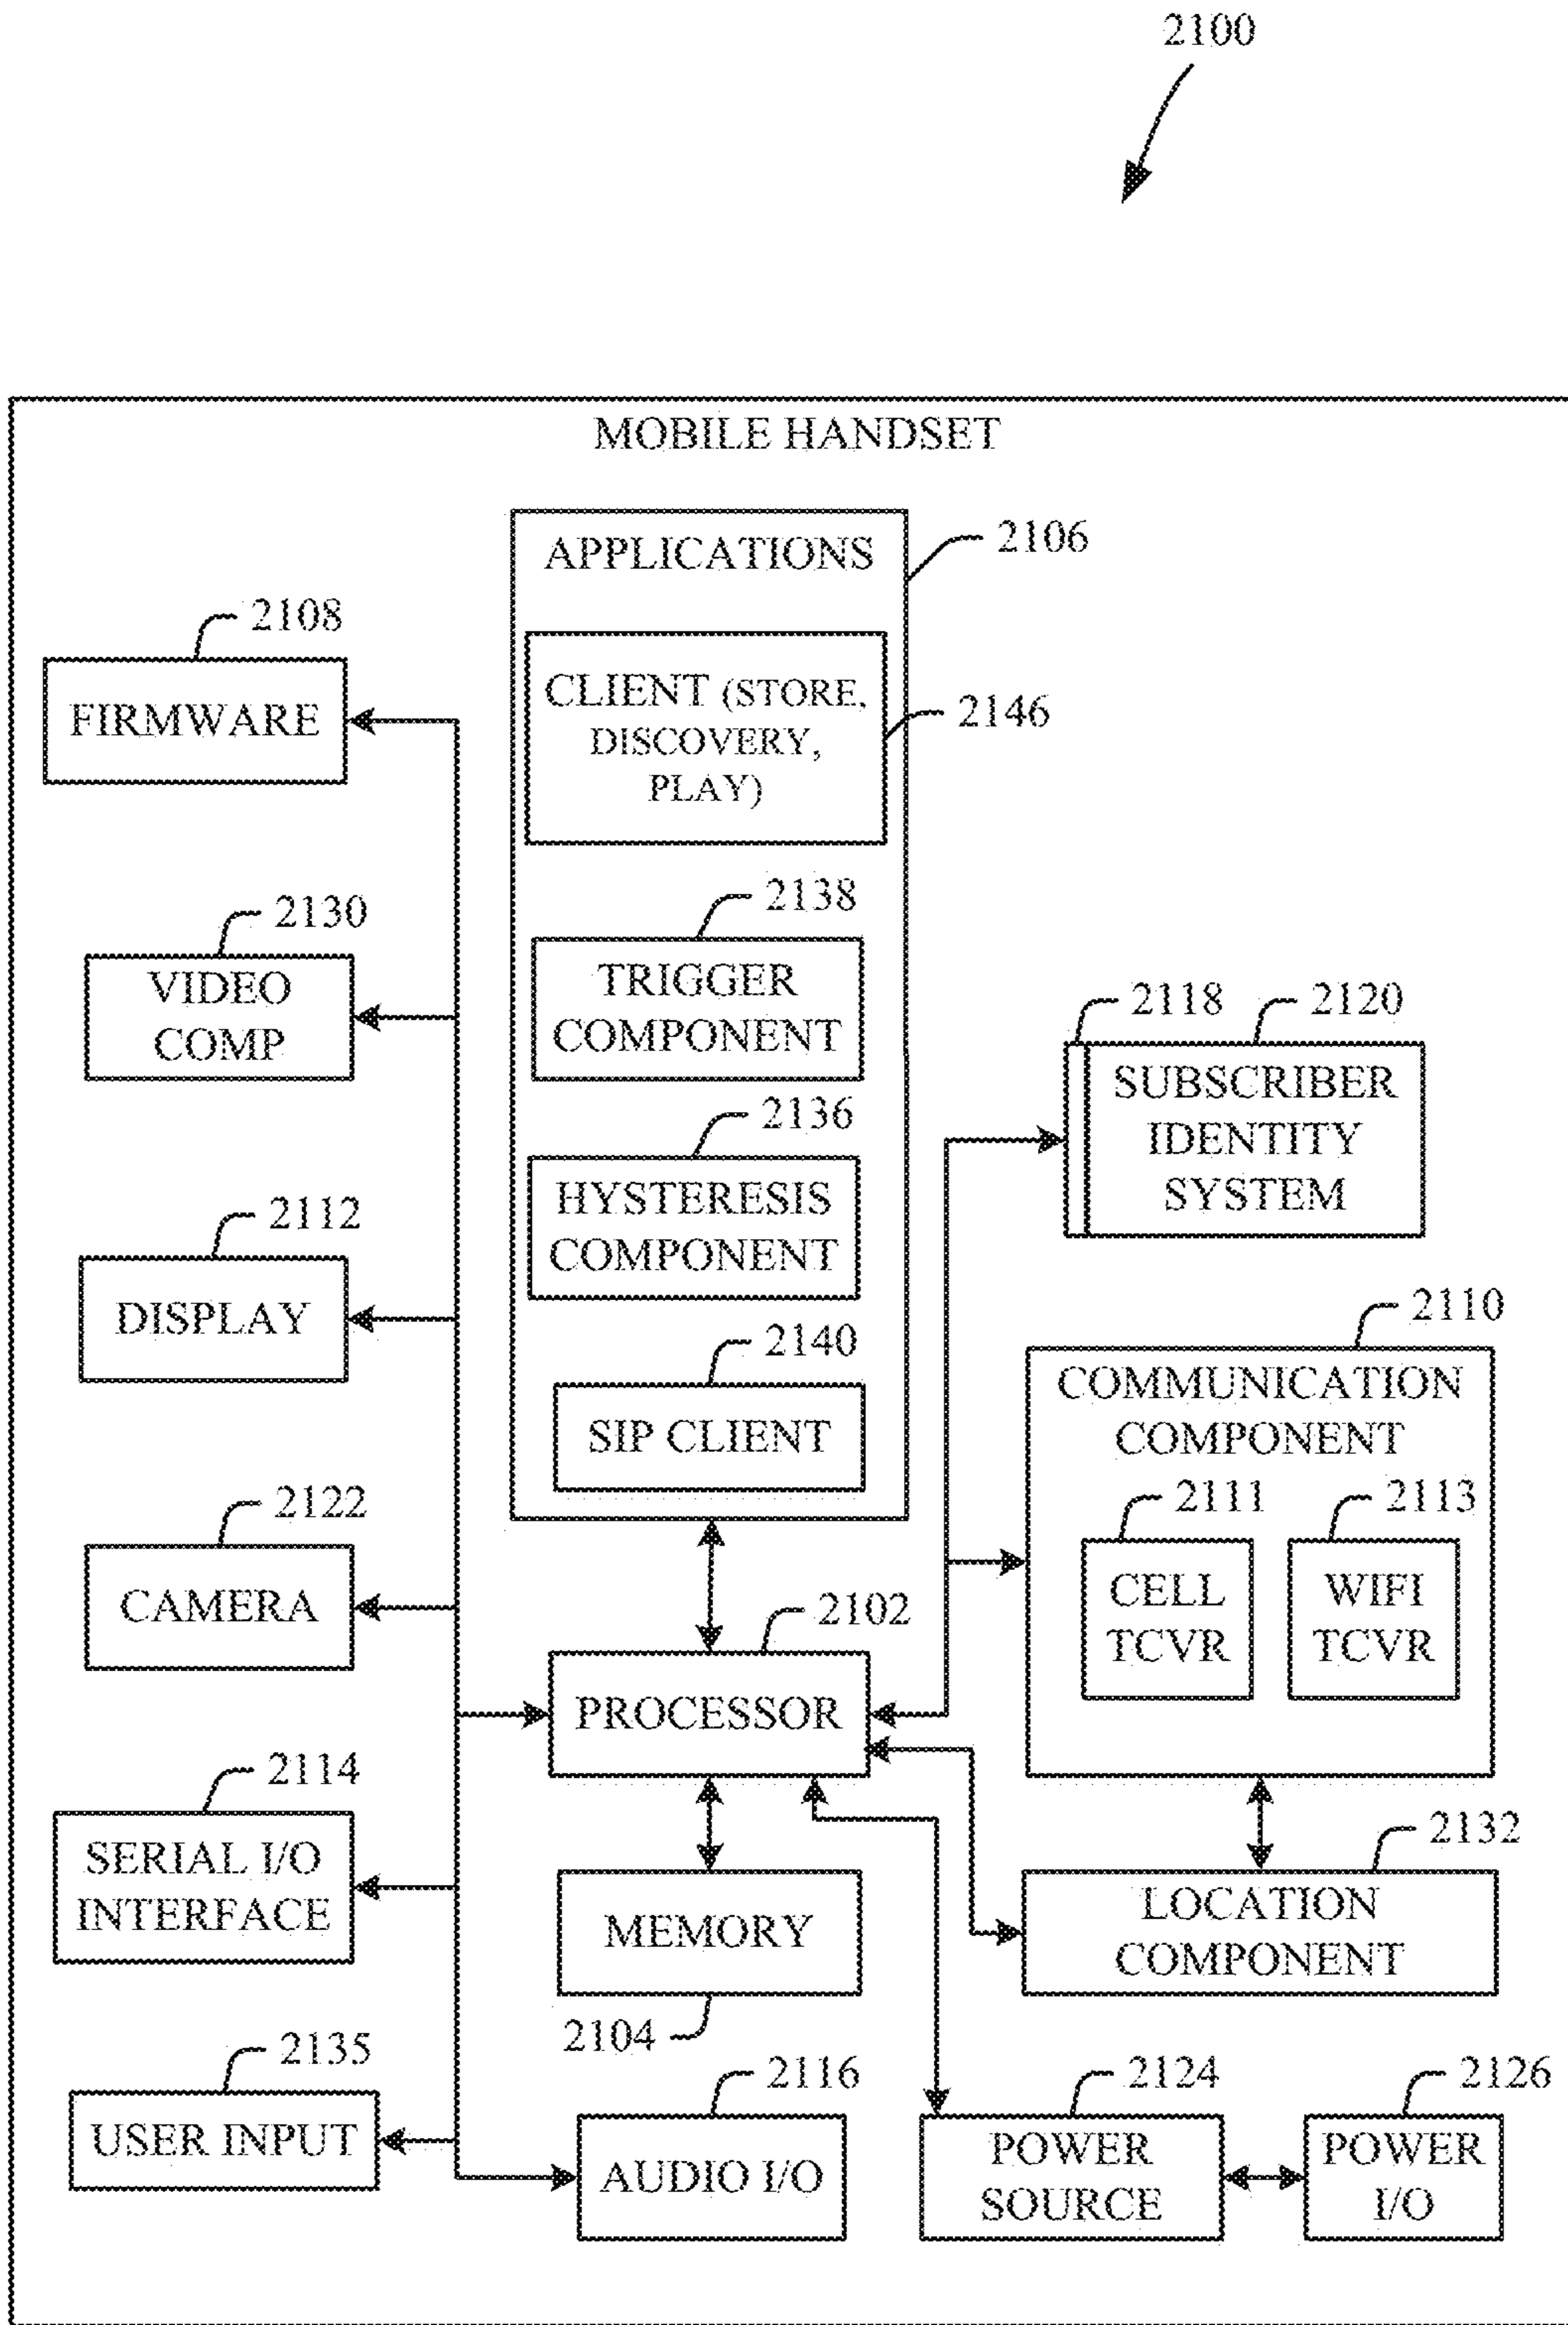 2100
MOBILE HANDSET
APPLICATIONS
2106
CLIENT (STORE,
DISCOVERY,
PLAY)
2146
2138
TRIGGER
COMPONENT
2136
HYSTERESIS
COMPONENT
2140
SIP CLIENT
2108
FIRMWARE
2130
VIDEO
COMP
2112
DISPLAY
2122
CAMERA
2114
SERIAL I/O
INTERFACE
2135
USER INPUT
2102
PROCESSOR
MEMORY
2104
2116
AUDIO I/O
2118
2120
SUBSCRIBER
IDENTITY
SYSTEM
2110
COMMUNICATION
COMPONENT
2111
CELL
TCVR
2113
WIFI
TCVR
2132
LOCATION
COMPONENT
2124
POWER
SOURCE
2126
POWER
I/O